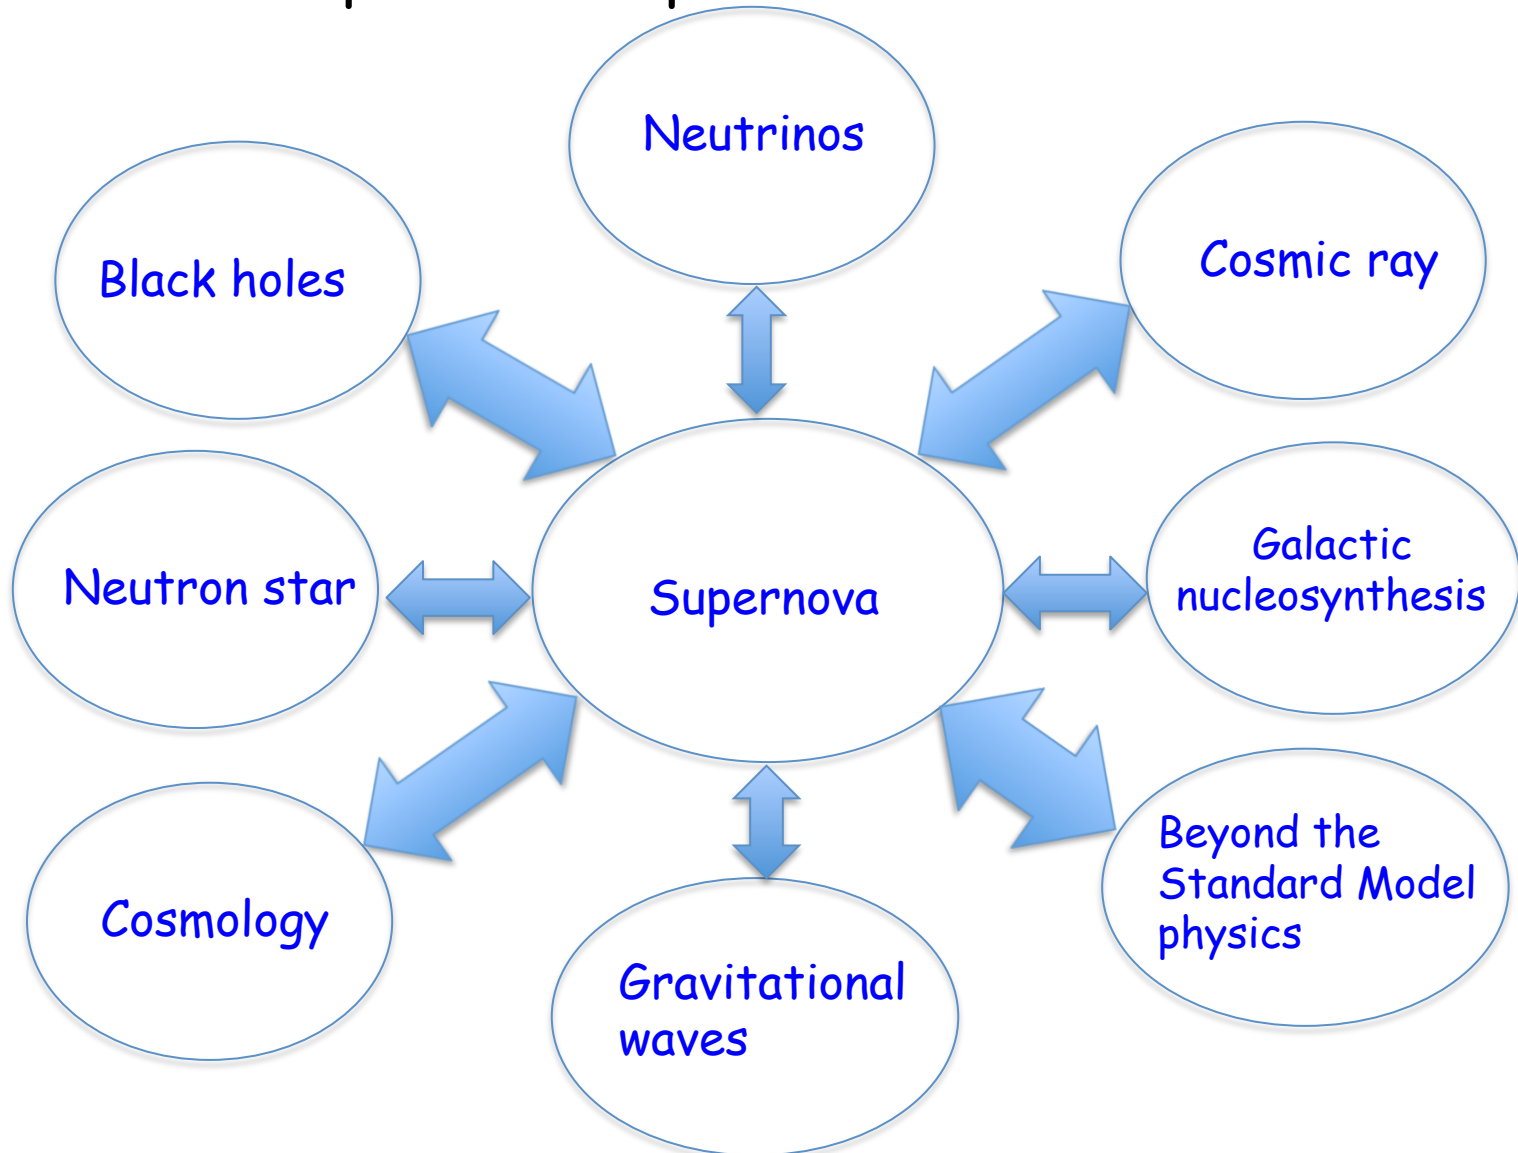 Neutrinos
Black holes
Cosmic ray
Neutron star
Supernova
Galactic
nucleosynthesis
Cosmology
Gravitational
waves
Beyond the
Standard Model
physics